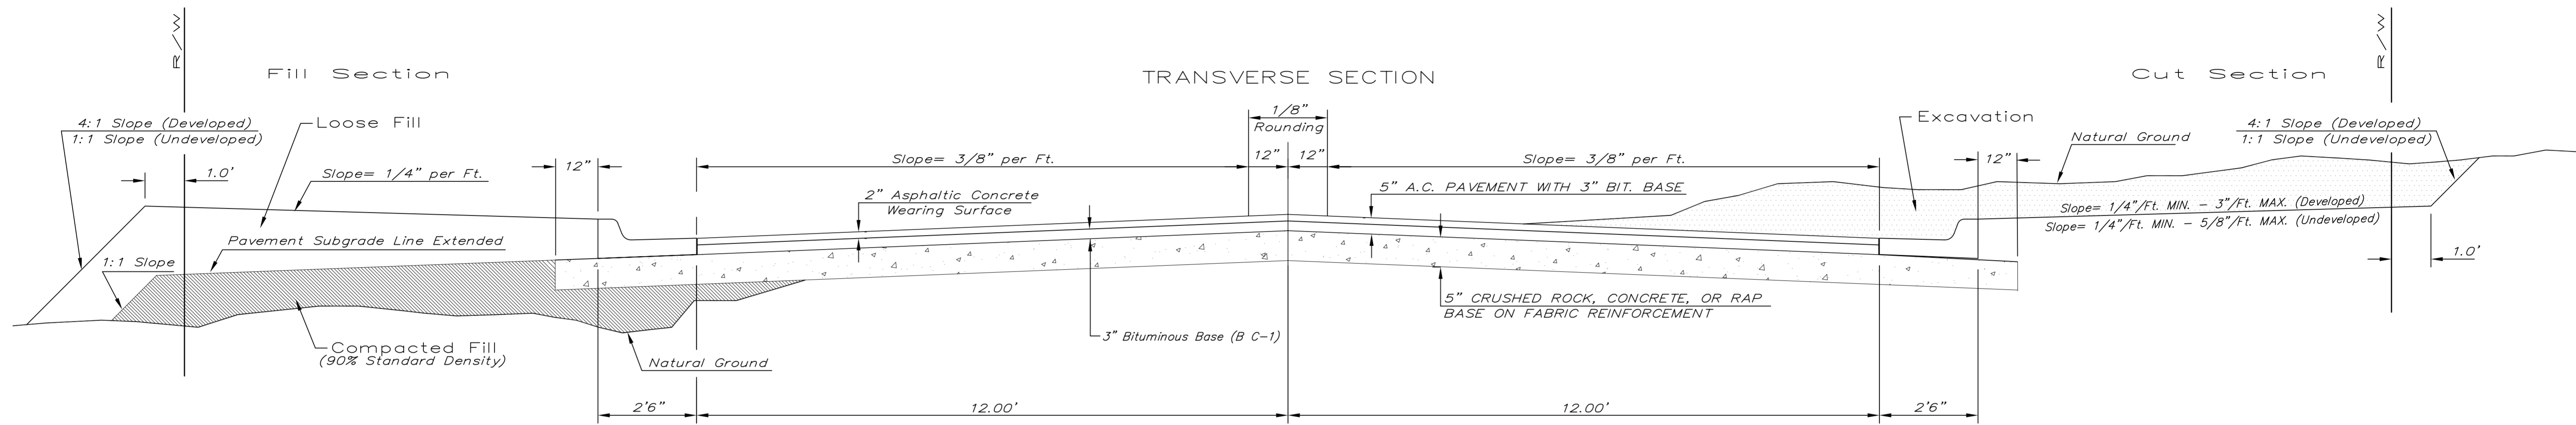 R/W
Fill Section
TRANSVERSE SECTION
Cut Section
R/W
4:1 Slope (Developed)
1:1 Slope (Undeveloped)
Loose Fill
1/8"
Rounding
Excavation
Natural Ground
4:1 Slope (Developed)
1:1 Slope (Undeveloped)
1.0'
Slope= 1/4" per Ft.
12"
Slope= 3/8" per Ft.
12"
12"
Slope= 3/8" per Ft.
12"
2" Asphaltic Concrete
Wearing Surface
5" A.C. PAVEMENT WITH 3" BIT. BASE
Slope= 1/4"/Ft. MIN. - 3"/Ft. MAX. (Developed)
Slope= 1/4"/Ft. MIN. - 5/8"/Ft. MAX. (Undeveloped)
Pavement Subgrade Line Extended
1:1 Slope
1.0'
5" CRUSHED ROCK, CONCRETE, OR RAP
BASE ON FABRIC REINFORCEMENT
3" Bituminous Base (B C-1)
Compacted Fill
(90% Standard Density)
Natural Ground
2'6"
12.00'
12.00'
2'6"